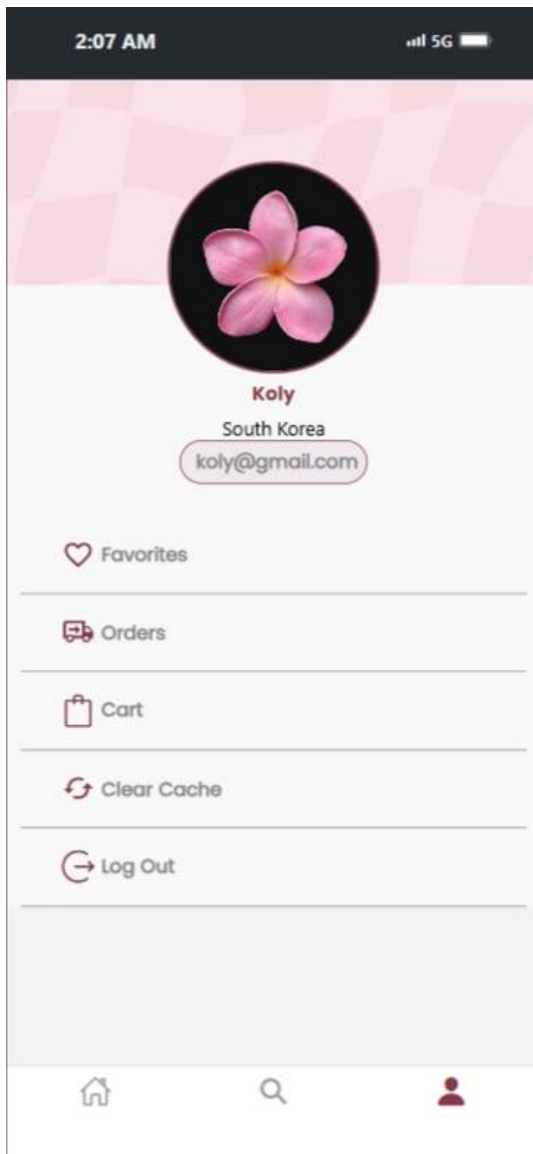 2:07 AM 5G
Koly
South Korea
koly@gmail.com
Favorites
Orders
Cart
Clear Cache
Log Out